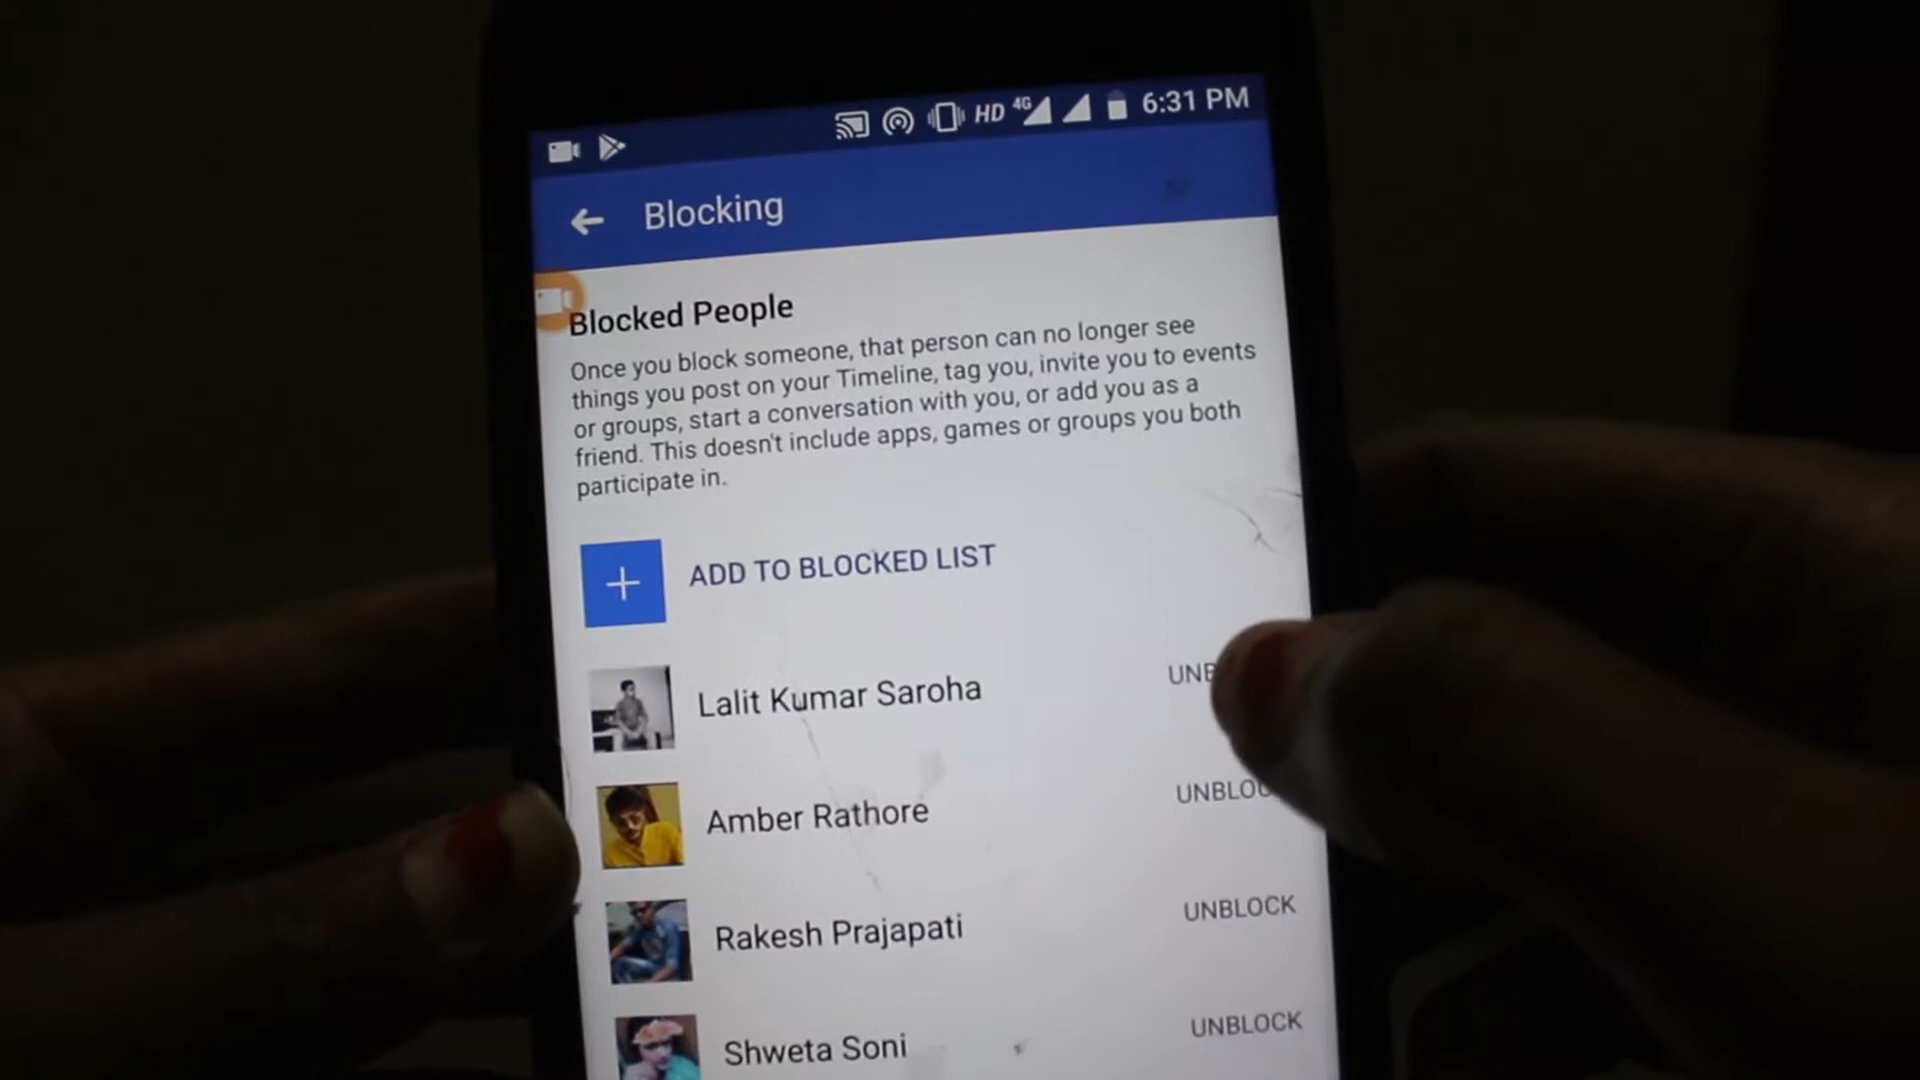 HD 4G 6:31 PM
Blocking
Blocked People
Once you block someone, that person can no longer see
things you post on your Timeline, tag you, invite you to events
or groups, start a conversation with you, or add you as a
friend. This doesn't include apps, games or groups you both
participate in.
ADD TO BLOCKED LIST
Lalit Kumar Saroha
Amber Rathore
Rakesh Prajapati UNBLOCK
Shweta Soni UNBLOCK